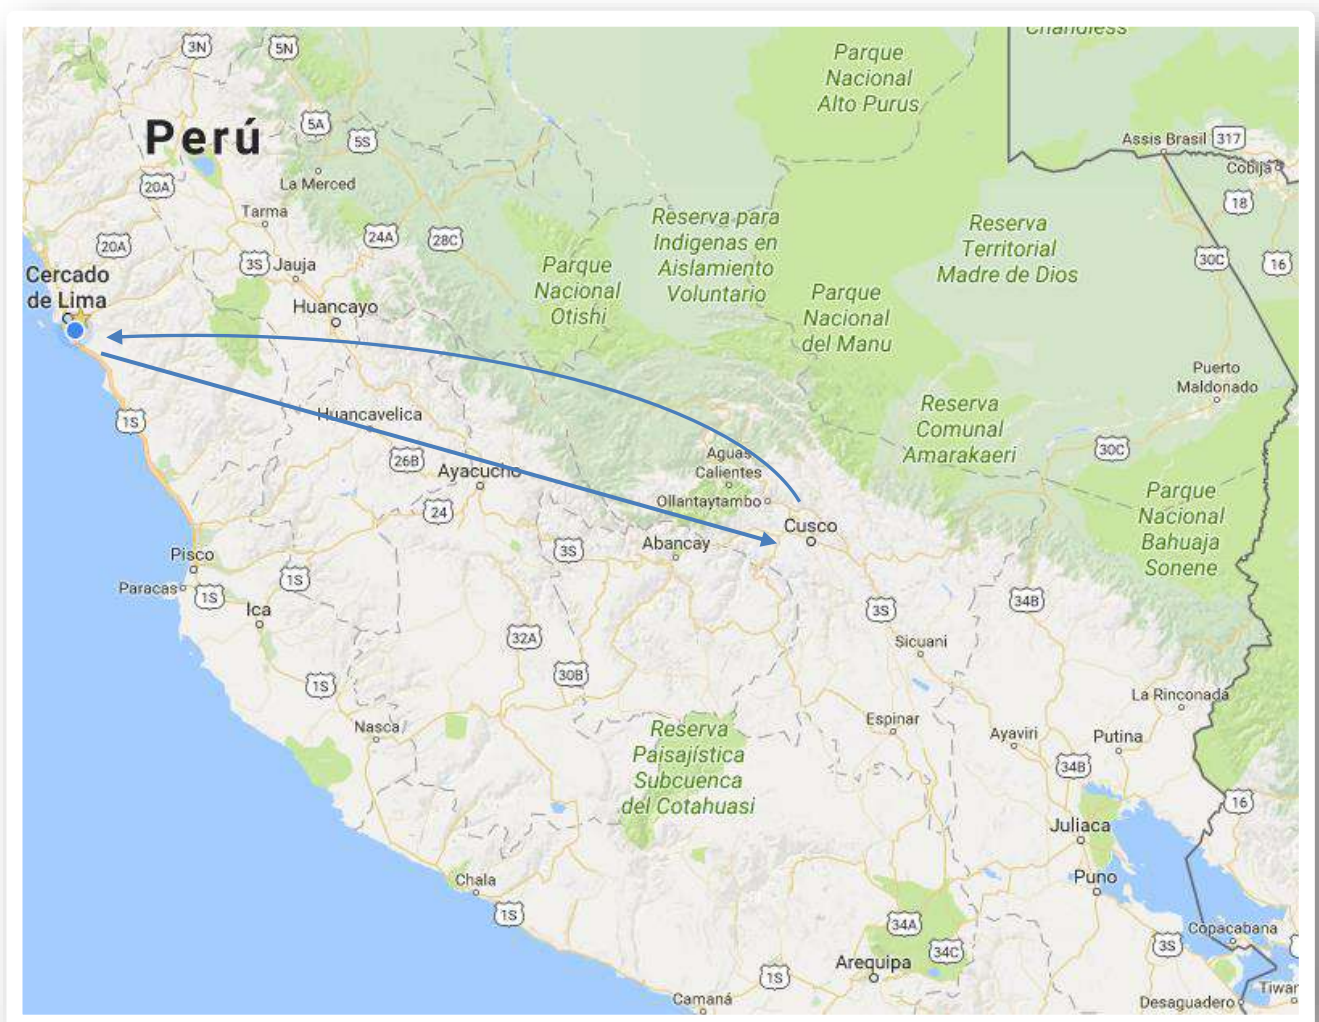 Chandless
3N
5N
Parque
Nacional
Alto Purus
Perú
5A
5S
Assis Brasil
317
Cobija
La Merced
20A
18
Tarma
Reserva para
Indigenas en
Aislamiento
Voluntario
Reserva
Territorial
Madre de Dios
24A
28C
20A
3S
Jauja
Parque
Nacional
Otishi
30C
16
Cercado
de Lima
Huancayo
Parque
Nacional
del Manu
Puerto
Maldonado
1S
Huancavelica
Reserva
Comunal
Amarakaeri
30C
26B
Ayacucho
Aguas
Calientes
Ollantaytambo
24
Parque
Nacional
Bahuaja
Sonene
Cusco
Pisco
3S
Abancay
Paracas
1S
1S
Ica
3S
34B
32A
Sicuani
30B
1S
La Rinconada
Nasca
Reserva
Paisajística
Subcuenca
del Cotahuasi
Espinar
Ayaviri
Putina
34B
16
Juliaca
Chala
Puno
1S
34A
34C
Copacabana
3S
Arequipa
1S
Camaná
Desaguadero
Tiwar